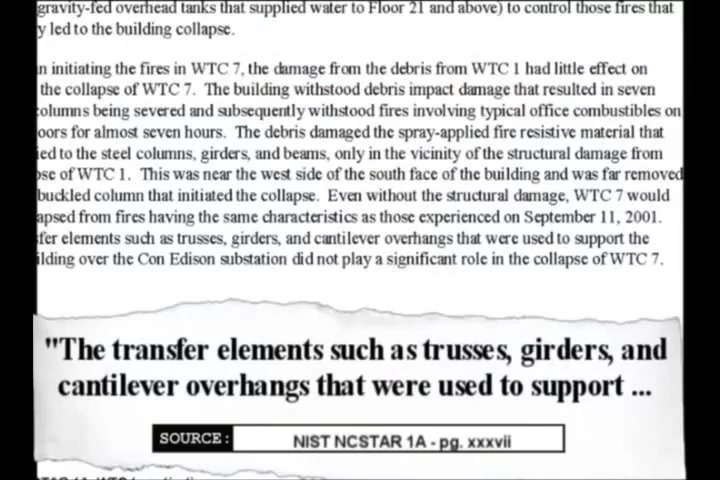 gravity-fed overhead tanks that supplied water to Floor 21 and above) to control those fires that
y led to the building collapse.
n initiating the fires in WTC 7, the damage from the debris from WTC 1 had little effect on
the collapse of WTC 7. The building withstood debris impact damage that resulted in seven
olumns being severed and subsequently withstood fires involving typical office combustibles on
oors for almost seven hours. The debris damaged the spray-applied fire resistive material that
ied to the steel columns, girders, and beams, only in the vicinity of the structural damage from
se of WTC 1. This was near the west side of the south face of the building and was far removed
buckled column that initiated the collapse. Even without the structural damage, WTC 7 would
apsed from fires having the same characteristics as those experienced on September 11, 2001.
fer elements such as trusses, girders, and cantilever overhangs that were used to support the
ilding over the Con Edison substation did not play a significant role in the collapse of WTC 7.
"The transfer elements such as trusses, girders, and
cantilever overhangs that were used to support ...
SOURCE: NIST NCSTAR 1A - pg. xxxvii